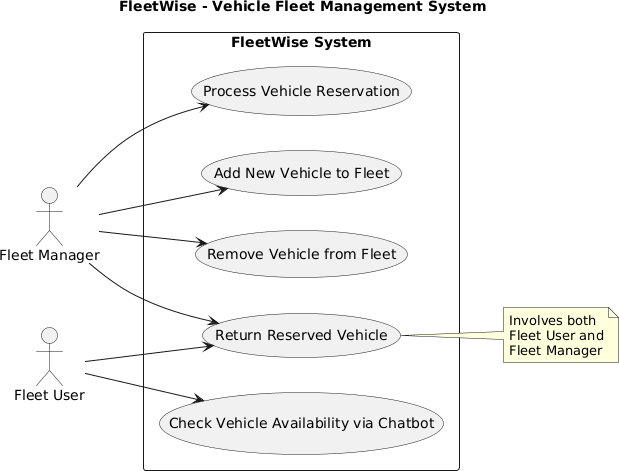 FleetWise - Vehicle Fleet Management System
FleetWise System
Process Vehicle Reservation
Add New Vehicle to Fleet
Remove Vehicle from Fleet
Fleet Manager
Return Reserved Vehicle
Involves both
Fleet User and
Fleet Manager
Fleet User
Check Vehicle Availability via Chatbot